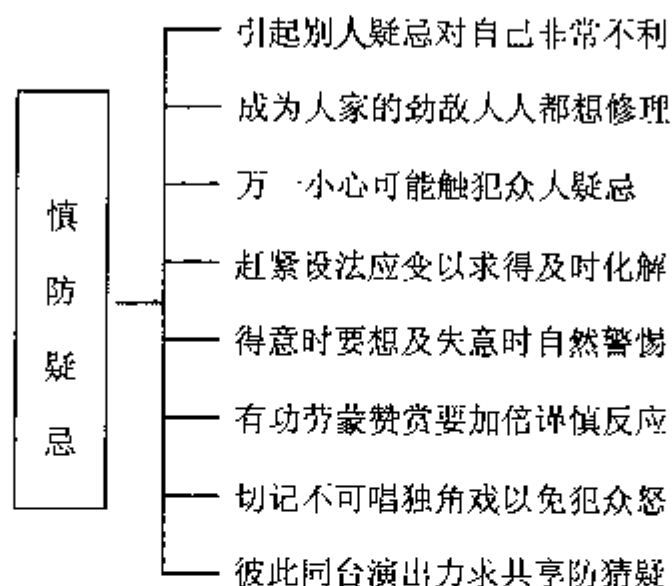 慎防疑忌
引起别人疑忌对自己非常不利
成为人家的劲敌人人都想修理
万一小心可能触犯众人疑忌
赶紧设法应变以求得及时化解
得意时要想及失意时自然警惕
有功劳蒙赞赏要加倍谨慎反应
切记不可唱独角戏以免犯众怒
彼此同台演出力求共享防猜疑